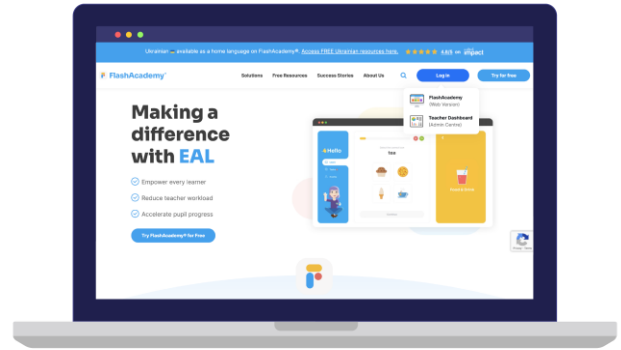 Ukrainian available as a home language on FlashAcademy®. Access FREE Ukrainian resources here.
impact
FlashAcademy
Solutions Free Resources Success Stories About Us Log in Try for free
FlashAcademy
(Web Version)
Teacher Dashboard
(Admin Centre)
Making a
difference
with EAL
Empower every learner
Reduce teacher workload
Accelerate pupil progress
Try FlashAcademy® for Free
Hello